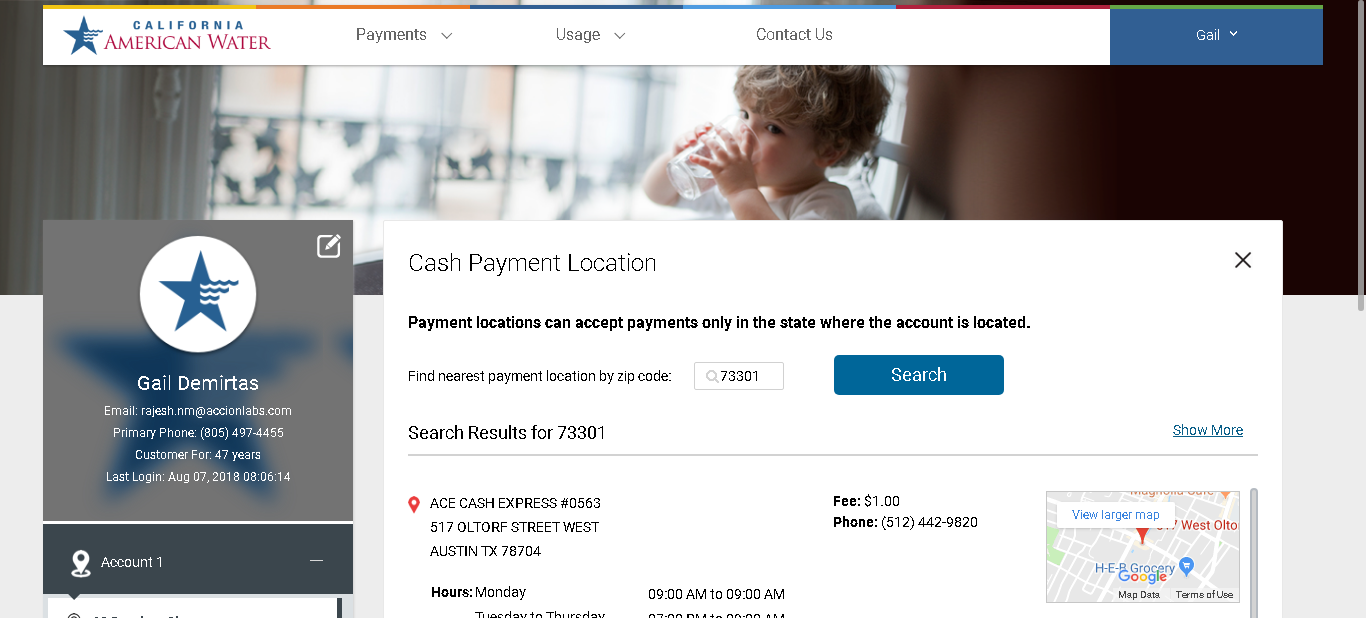 CALIFORNIA
AMERICAN WATER
Payments
Usage
Contact Us
Gail
Gail Demirtas
Email: rajesh.nm@accionlabs.com
Primary Phone: (805) 497-4455
Customer For: 47 years
Last Login: Aug 07, 2018 08:06:14
Account 1
Cash Payment Location
Payment locations can accept payments only in the state where the account is located.
Find nearest payment location by zip code:
73301
Search
Search Results for 73301
Show More
ACE CASH EXPRESS #0563
517 OLTORF STREET WEST
AUSTIN TX 78704
Fee: $1.00
Phone: (512) 442-9820
Hours: Monday 09:00 AM to 09:00 AM
Tuesday to Thursday
View larger map
West Olto
H-E-B Grocery
Google
Map Data Terms of Use